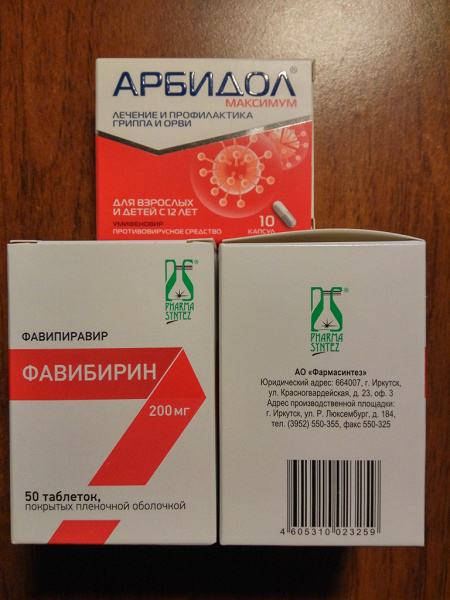 АРБИДОЛ®
МАКСИМУМ
ЛЕЧЕНИЕ И ПРОФИЛАКТИКА
ГРИППА И ОРВИ
ДЛЯ ВЗРОСЛЫХ
И ДЕТЕЙ С 12 ЛЕТ
УМИФЕНОВИР
ПРОТИВОВИРУСНОЕ СРЕДСТВО
10
КАПСУЛ
®
PHARMA
SYNTEZ
ФАВИПИРАВИР
ФАВИБИРИН
200 мг
50 таблеток,
покрытых пленочной оболочкой
®
PHARMA
SYNTEZ
АО «Фармасинтез»
Юридический адрес: 664007, г. Иркутск,
ул. Красногвардейская, д. 23, оф. 3
Адрес производственной площадки:
г. Иркутск, ул. Р. Люксембург, д. 184,
тел. (3952) 550-355, факс 550-325
4 605310 023259